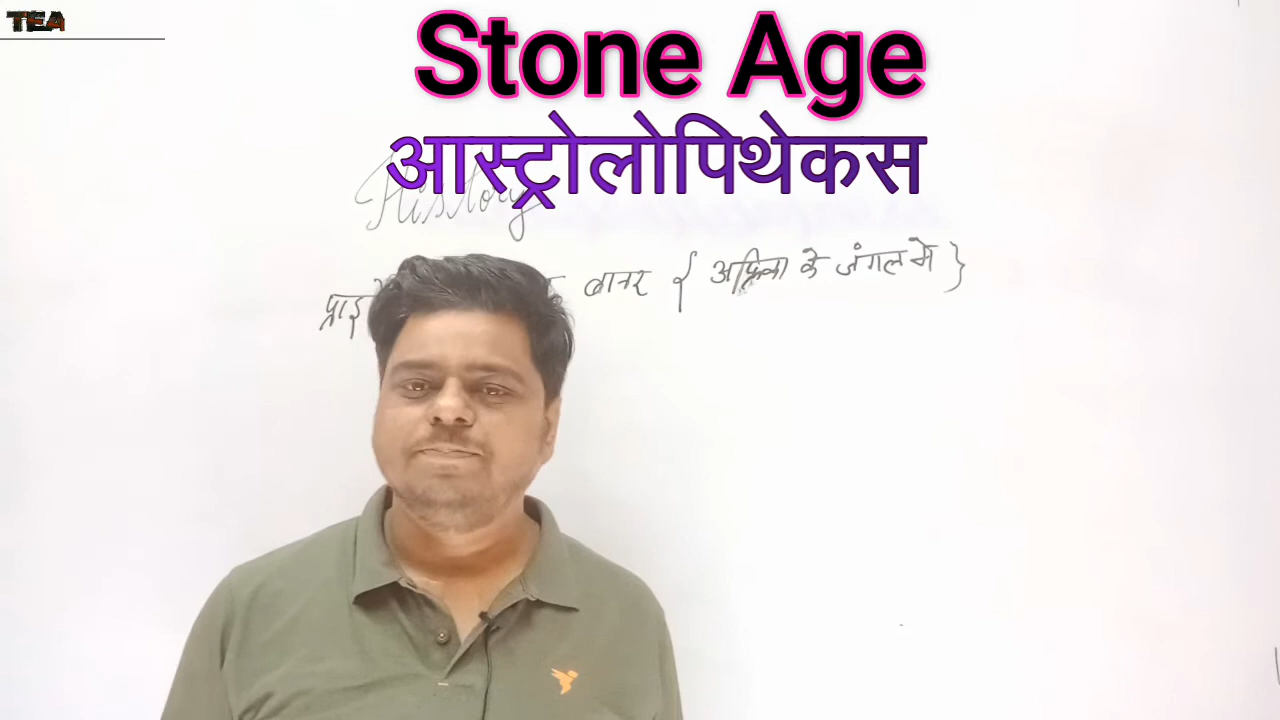 TEA
Stone Age
आस्ट्रोलोपिथेकस
History
प्राइ वानर { अफ्रिका के जंगल मे }